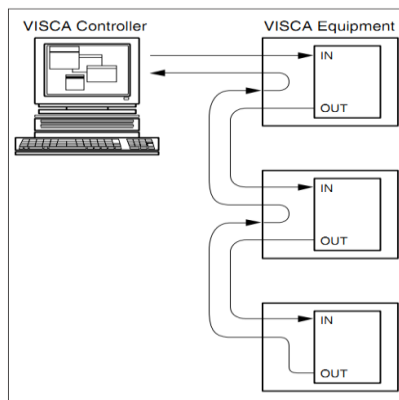 VISCA Controller
VISCA Equipment
IN
OUT
IN
OUT
IN
OUT